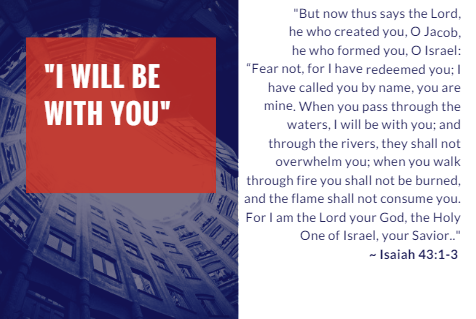 "I WILL BE
WITH YOU"
"But now thus says the Lord,
he who created you, O Jacob,
he who formed you, O Israel:
“Fear not, for I have redeemed you; I
have called you by name, you are
mine. When you pass through the
waters, I will be with you; and
through the rivers, they shall not
overwhelm you; when you walk
through fire you shall not be burned,
and the flame shall not consume you.
For I am the Lord your God, the Holy
One of Israel, your Savior.."
~ Isaiah 43:1-3